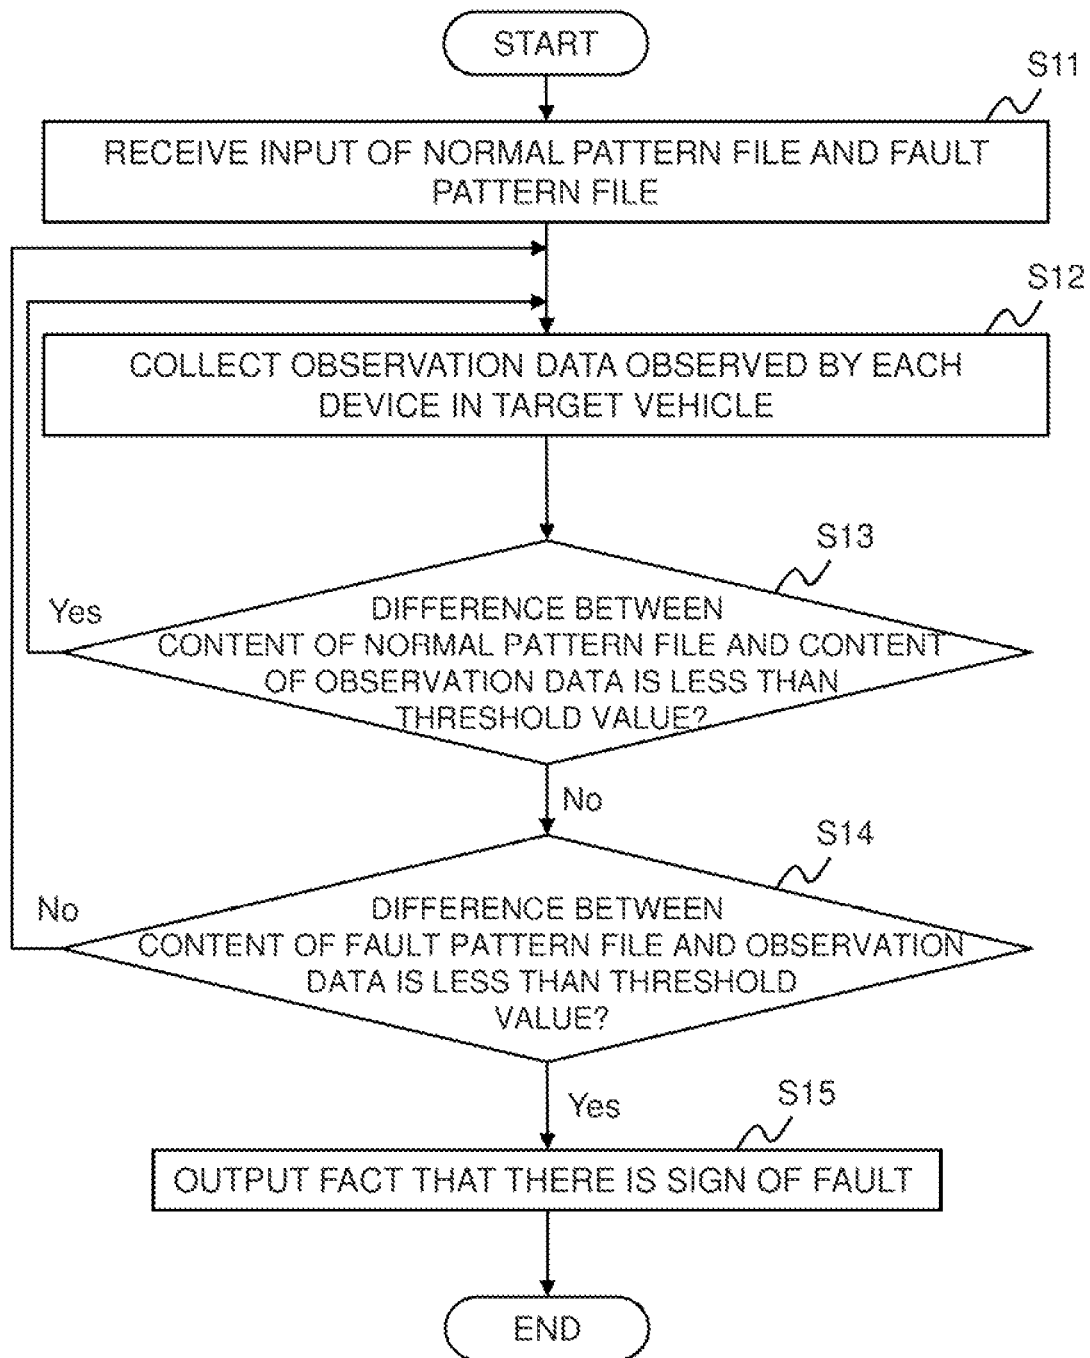 START
S11
RECEIVE INPUT OF NORMAL PATTERN FILE AND FAULT
PATTERN FILE
S12
COLLECT OBSERVATION DATA OBSERVED BY EACH
DEVICE IN TARGET VEHICLE
S13
Yes
DIFFERENCE BETWEEN
CONTENT OF NORMAL PATTERN FILE AND CONTENT
OF OBSERVATION DATA IS LESS THAN
THRESHOLD VALUE?
No
S14
No
DIFFERENCE BETWEEN
CONTENT OF FAULT PATTERN FILE AND OBSERVATION
DATA IS LESS THAN THRESHOLD
VALUE?
Yes
S15
OUTPUT FACT THAT THERE IS SIGN OF FAULT
END